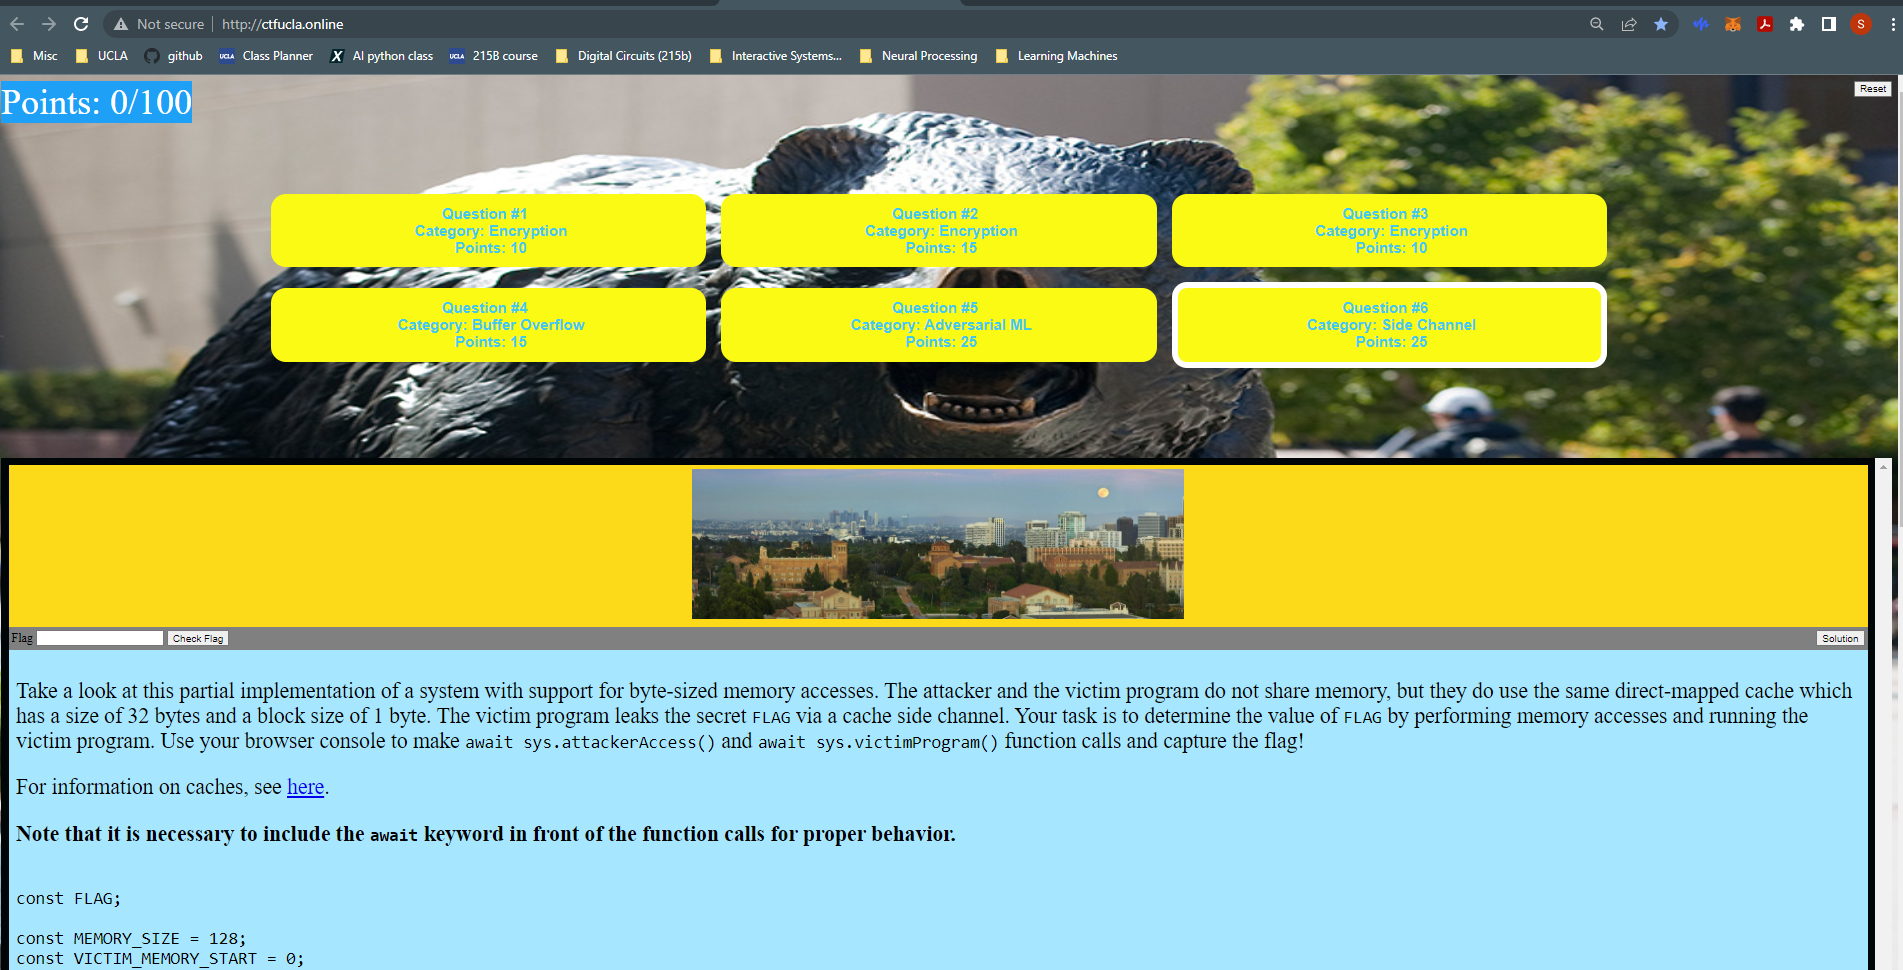 Not secure | http://ctfucla.online
S
Misc UCLA github UCLA Class Planner X AI python class UCLA 215B course Digital Circuits (215b) Interactive Systems... Neural Processing Learning Machines
Points: 0/100
Reset
Question #1
Category: Encryption
Points: 10
Question #2
Category: Encryption
Points: 15
Question #3
Category: Encryption
Points: 10
Question #4
Category: Buffer Overflow
Points: 15
Question #5
Category: Adversarial ML
Points: 25
Question #6
Category: Side Channel
Points: 25
Flag Check Flag Solution
Take a look at this partial implementation of a system with support for byte-sized memory accesses. The attacker and the victim program do not share memory, but they do use the same direct-mapped cache which
has a size of 32 bytes and a block size of 1 byte. The victim program leaks the secret FLAG via a cache side channel. Your task is to determine the value of FLAG by performing memory accesses and running the
victim program. Use your browser console to make await sys.attackerAccess() and await sys.victimProgram() function calls and capture the flag!
For information on caches, see here.
Note that it is necessary to include the await keyword in front of the function calls for proper behavior.
const FLAG;
const MEMORY_SIZE = 128;
const VICTIM_MEMORY_START = 0;